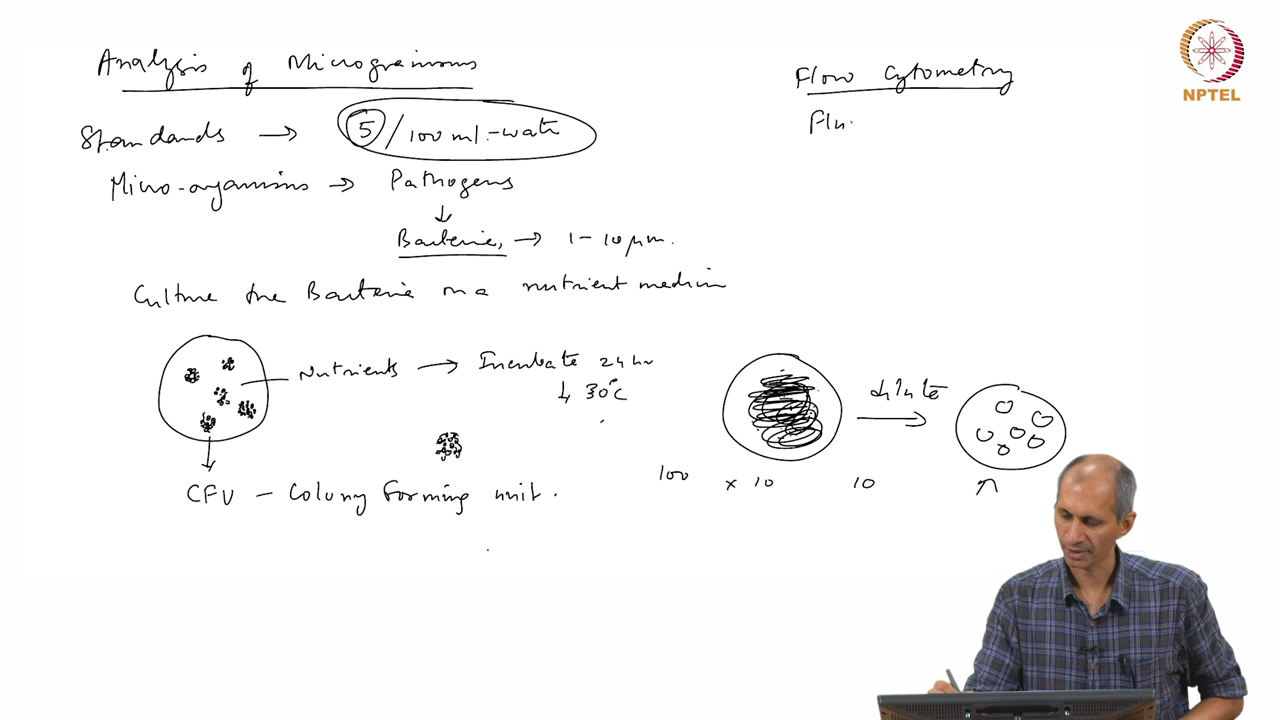 Analysis of Microorganisms
Standards → 5/100 ml - water
Micro-organisms → Pathogens
↓
Bacteria, → 1-10 µm.
Culture the Bacteria on a nutrient medium
Nutrients → Incubate 24 hr
↳ 30°C
CFU - Colony forming unit.
dilute
100 × 10 10
Flow Cytometry
Flu
NPTEL